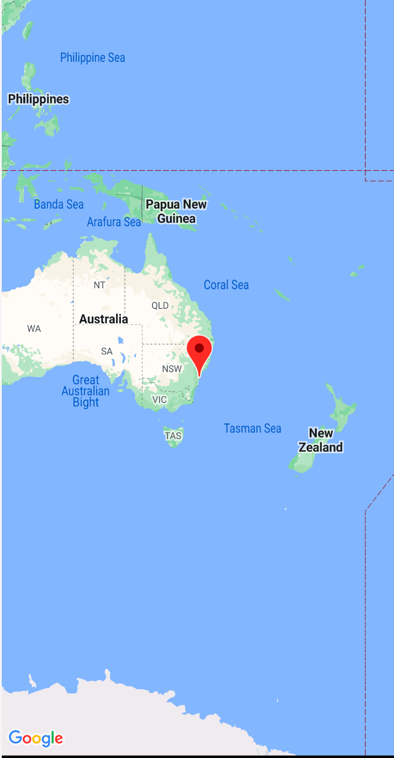 Philippine Sea
Philippines
Banda Sea
Papua New
Guinea
Arafura Sea
Coral Sea
NT
QLD
Australia
WA
SA
NSW
Great
Australian
Bight
VIC
TAS
Tasman Sea
New
Zealand
Google